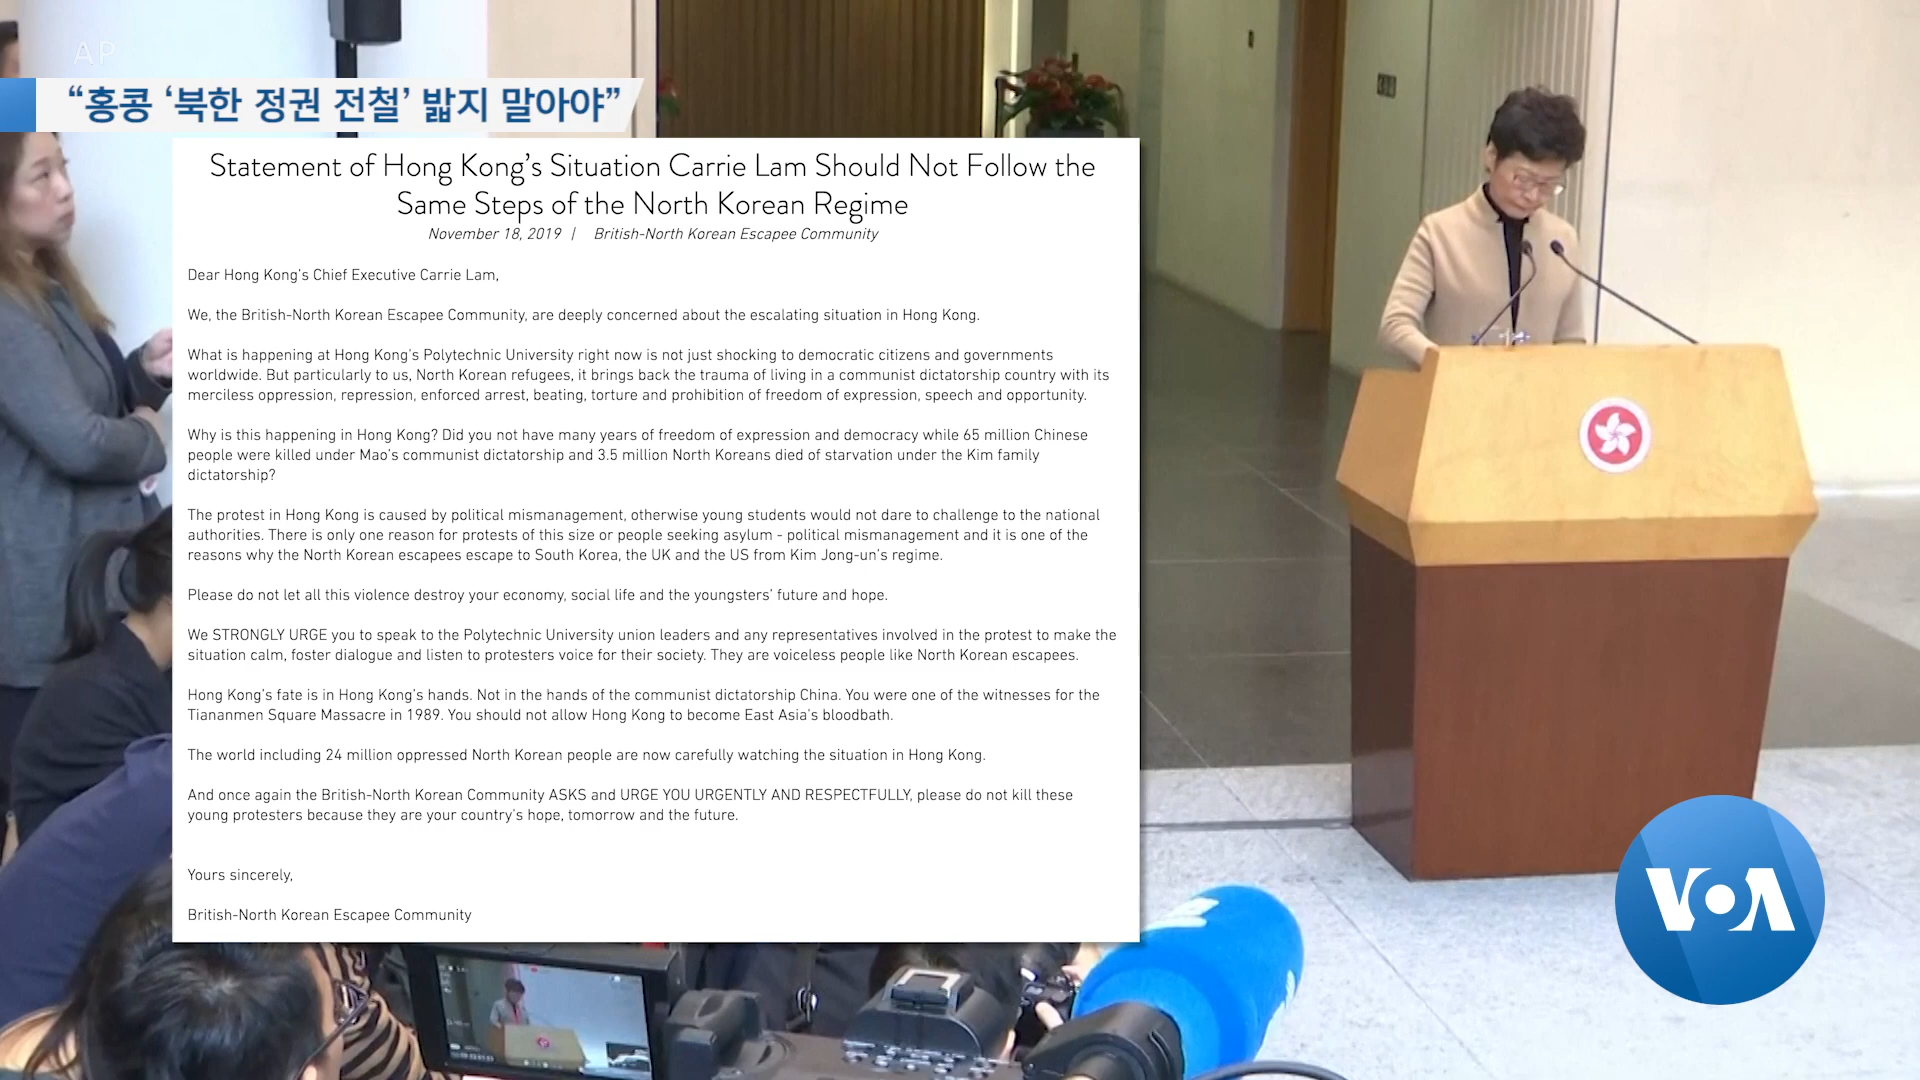 AP
“홍콩 ‘북한 정권 전철’ 밟지 말아야”
Statement of Hong Kong’s Situation Carrie Lam Should Not Follow the
Same Steps of the North Korean Regime
November 18, 2019 | British-North Korean Escapee Community
Dear Hong Kong’s Chief Executive Carrie Lam,
We, the British-North Korean Escapee Community, are deeply concerned about the escalating situation in Hong Kong.
What is happening at Hong Kong’s Polytechnic University right now is not just shocking to democratic citizens and governments
worldwide. But particularly to us, North Korean refugees, it brings back the trauma of living in a communist dictatorship country with its
merciless oppression, repression, enforced arrest, beating, torture and prohibition of freedom of expression, speech and opportunity.
Why is this happening in Hong Kong? Did you not have many years of freedom of expression and democracy while 65 million Chinese
people were killed under Mao’s communist dictatorship and 3.5 million North Koreans died of starvation under the Kim family
dictatorship?
The protest in Hong Kong is caused by political mismanagement, otherwise young students would not dare to challenge to the national
authorities. There is only one reason for protests of this size or people seeking asylum - political mismanagement and it is one of the
reasons why the North Korean escapees escape to South Korea, the UK and the US from Kim Jong-un’s regime.
Please do not let all this violence destroy your economy, social life and the youngsters’ future and hope.
We STRONGLY URGE you to speak to the Polytechnic University union leaders and any representatives involved in the protest to make the
situation calm, foster dialogue and listen to protesters voice for their society. They are voiceless people like North Korean escapees.
Hong Kong’s fate is in Hong Kong’s hands. Not in the hands of the communist dictatorship China. You were one of the witnesses for the
Tiananmen Square Massacre in 1989. You should not allow Hong Kong to become East Asia’s bloodbath.
The world including 24 million oppressed North Korean people are now carefully watching the situation in Hong Kong.
And once again the British-North Korean Community ASKS and URGE YOU URGENTLY AND RESPECTFULLY, please do not kill these
young protesters because they are your country’s hope, tomorrow and the future.
Yours sincerely,
British-North Korean Escapee Community
VOA